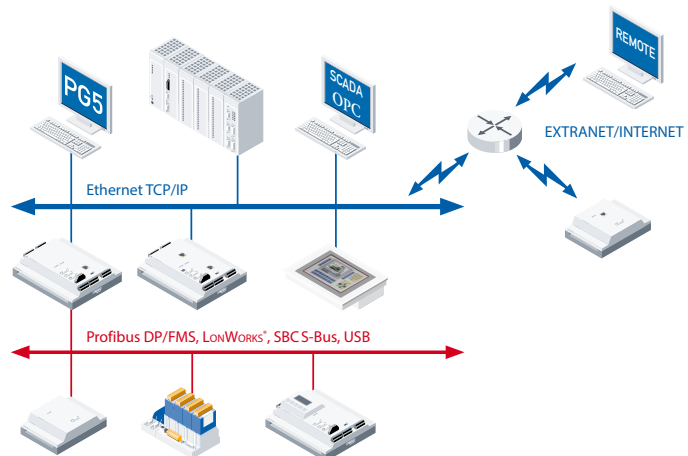 REMOTE
PG5
SCADA
OPC
EXTRANET/INTERNET
Ethernet TCP/IP
Profibus DP/FMS, LONWORKS®, SBC S-Bus, USB